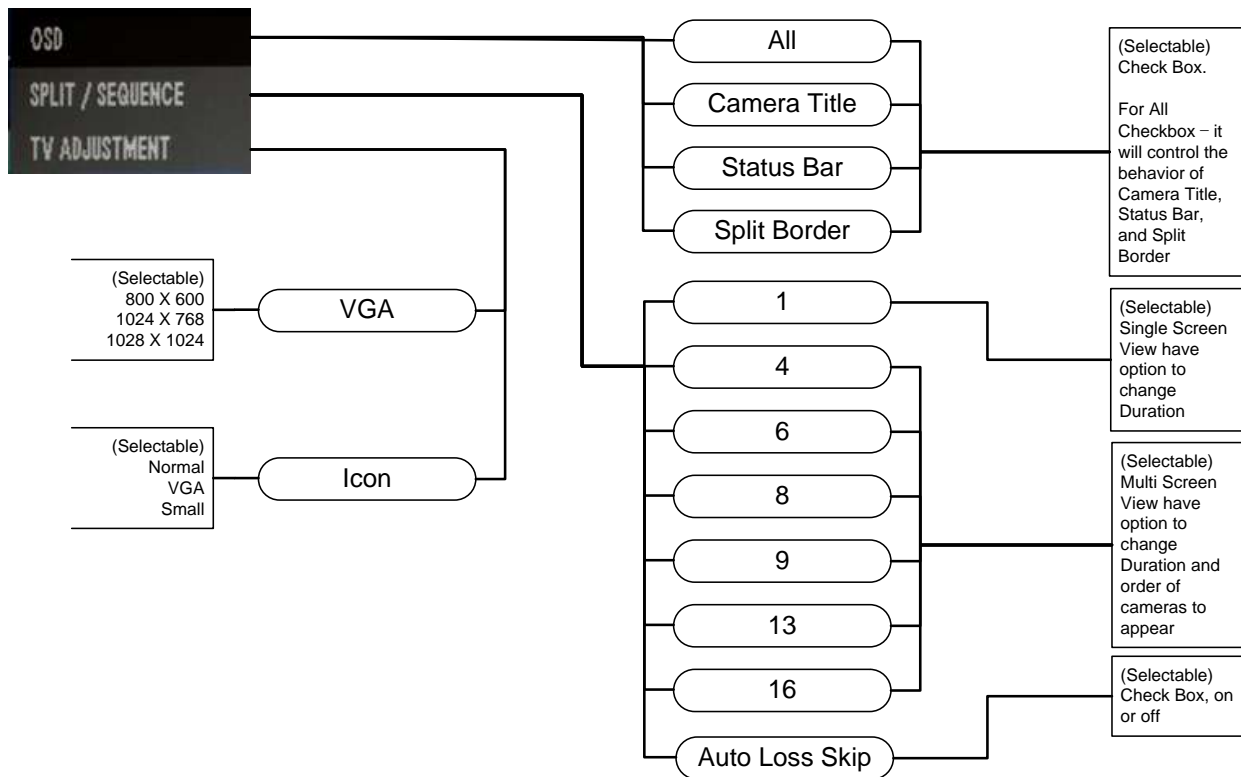 OSD
SPLIT / SEQUENCE
TV ADJUSTMENT
All
Camera Title
Status Bar
Split Border
(Selectable)
Check Box.
For All
Checkbox – it
will control the
behavior of
Camera Title,
Status Bar,
and Split
Border
(Selectable)
800 X 600
1024 X 768
1028 X 1024
VGA
(Selectable)
Normal
VGA
Small
Icon
1
4
6
8
9
13
16
Auto Loss Skip
(Selectable)
Single Screen
View have
option to
change
Duration
(Selectable)
Multi Screen
View have
option to
change
Duration and
order of
cameras to
appear
(Selectable)
Check Box, on
or off